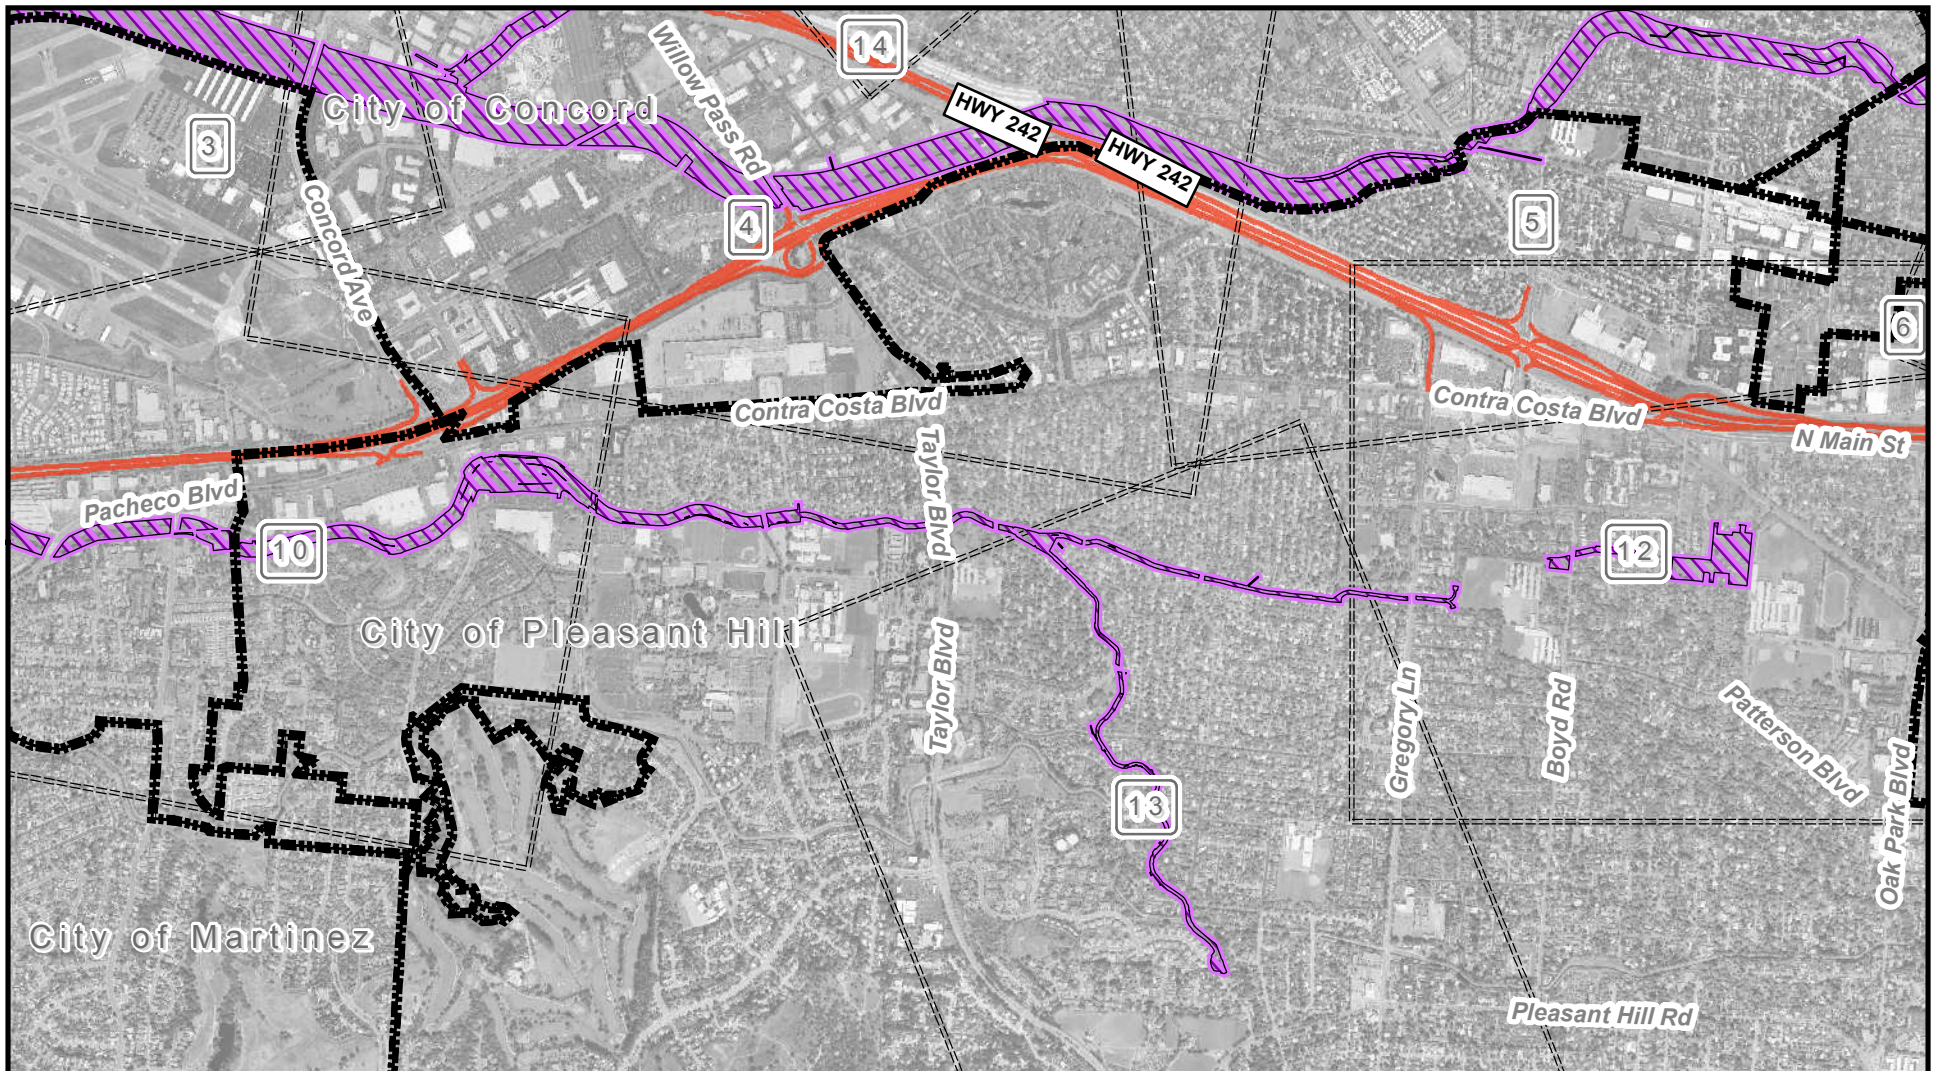 14
Willow Pass Rd
HWY 242
City of Concord
3
HWY 242
Concord Ave
4
5
6
Contra Costa Blvd
Contra Costa Blvd
N Main St
Taylor Blvd
Pacheco Blvd
10
12
City of Pleasant Hill
Taylor Blvd
Gregory Ln
Boyd Rd
Patterson Blvd
13
Oak Park Blvd
City of Martinez
Pleasant Hill Rd